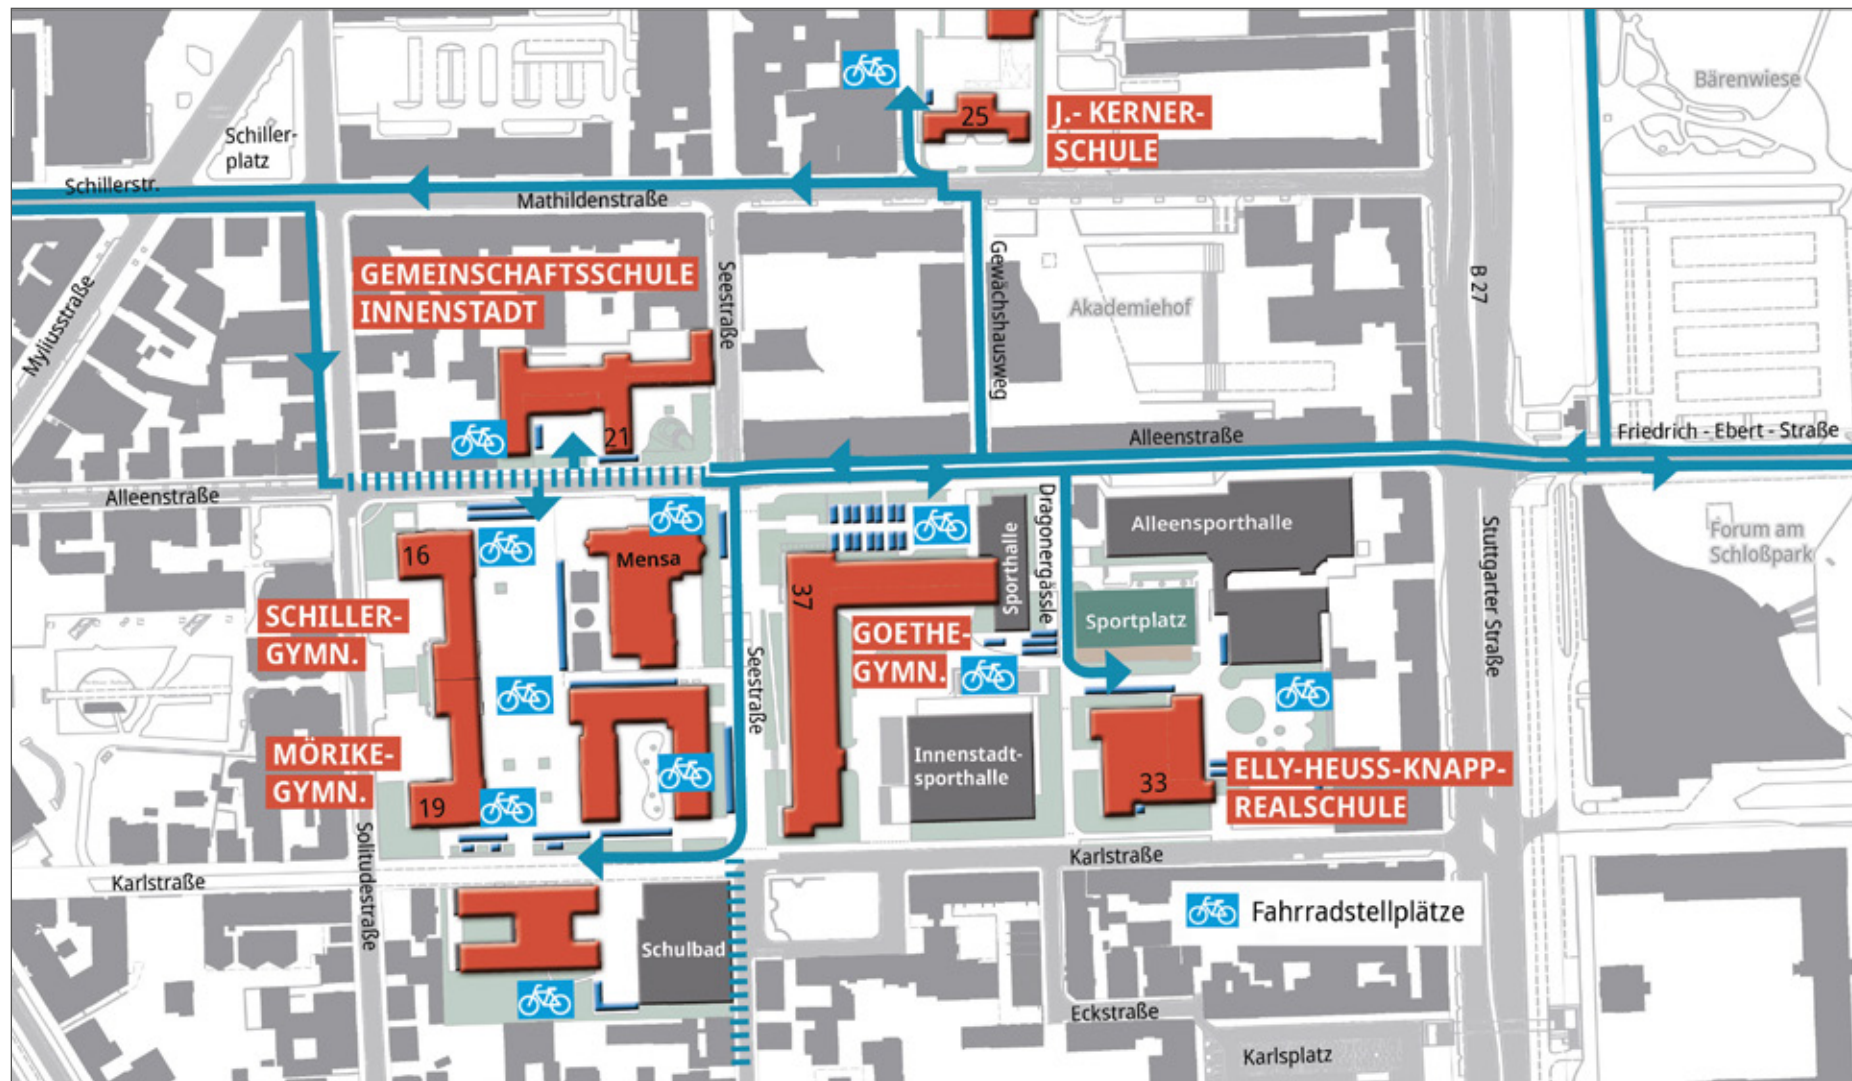 Bärenwiese
J.- KERNER-
SCHULE
25
Schiller-
platz
Schillerstr.
Mathildenstraße
GEMEINSCHAFTSSCHULE
INNENSTADT
Seestraße
Gewächshausweg
Akademiehof
B 27
Myliusstraße
21
Alleenstraße
Friedrich - Ebert - Straße
Alleenstraße
Dragonergässle
Alleensporthalle
Forum am
Schloßpark
16
Mensa
37
Sporthalle
Stuttgarter Straße
SCHILLER-
GYMN.
GOETHE-
GYMN.
Sportplatz
Seestraße
MÖRIKE-
GYMN.
19
Innenstadt-
sporthalle
33
ELLY-HEUSS-KNAPP-
REALSCHULE
Solitudestraße
Karlstraße
Karlstraße
Fahrradstellplätze
Schulbad
Eckstraße
Karlsplatz